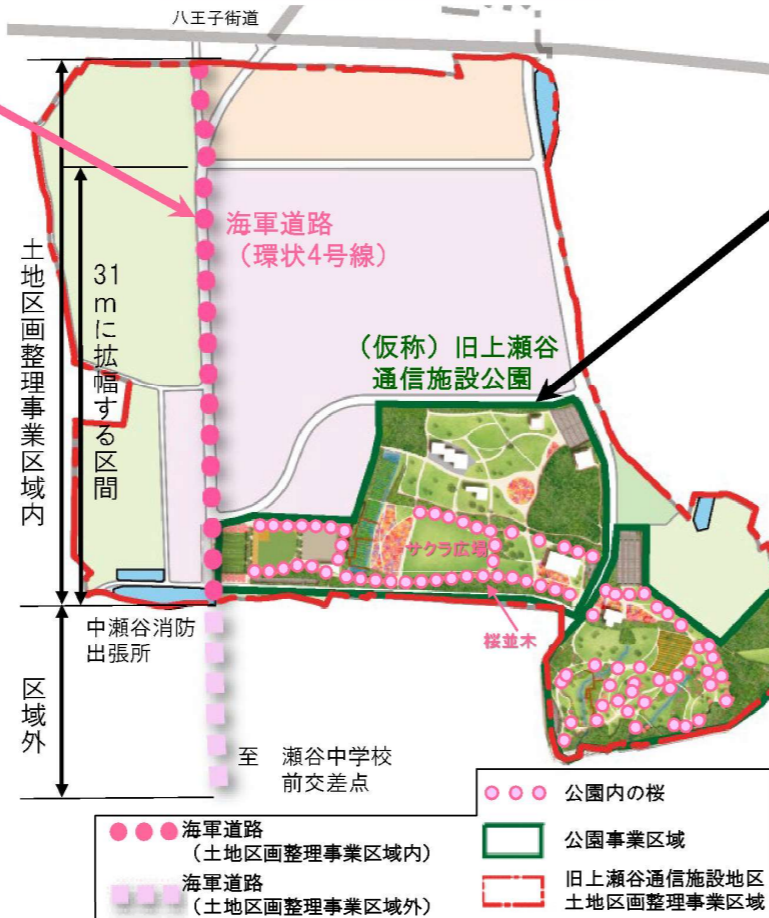 八王子街道
海軍道路
（環状4号線）
土地区画整理事業区域内
31mに拡幅する区間
（仮称）旧上瀬谷
通信施設公園
サクラ広場
桜並木
中瀬谷消防
出張所
区域外
至　瀬谷中学校
前交差点
公園内の桜
海軍道路
（土地区画整理事業区域内）
公園事業区域
海軍道路
（土地区画整理事業区域外）
旧上瀬谷通信施設地区
土地区画整理事業区域